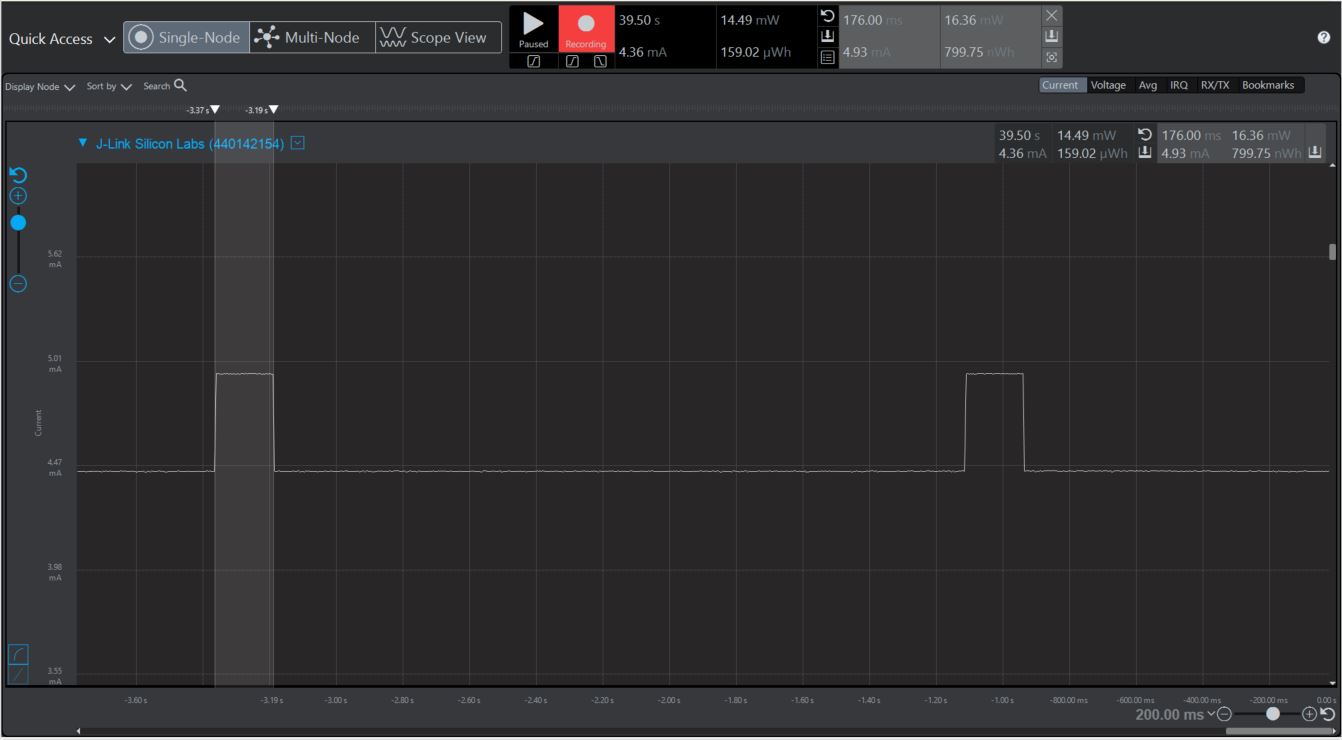 Quick Access Single-Node Multi-Node Scope View
Paused Recording
39.50 s 14.49 mW 176.00 ms 16.36 mW
4.36 mA 159.02 µWh 4.93 mA 799.75 nWh
?
Display Node Sort by Search
Current Voltage Avg IRQ RX/TX Bookmarks
-3.37 s -3.19 s
J-Link Silicon Labs (440142154)
39.50 s 14.49 mW 176.00 ms 16.36 mW
4.36 mA 159.02 µWh 4.93 mA 799.75 nWh
5.62
mA
5.01
mA
Current
4.47
mA
3.98
mA
3.55
mA
-3.60 s -3.19 s -3.00 s -2.80 s -2.60 s -2.40 s -2.20 s -2.00 s -1.80 s -1.60 s -1.40 s -1.20 s -1.00 s -800.00 ms -600.00 ms -400.00 ms -200.00 ms 0.00 s
200.00 ms